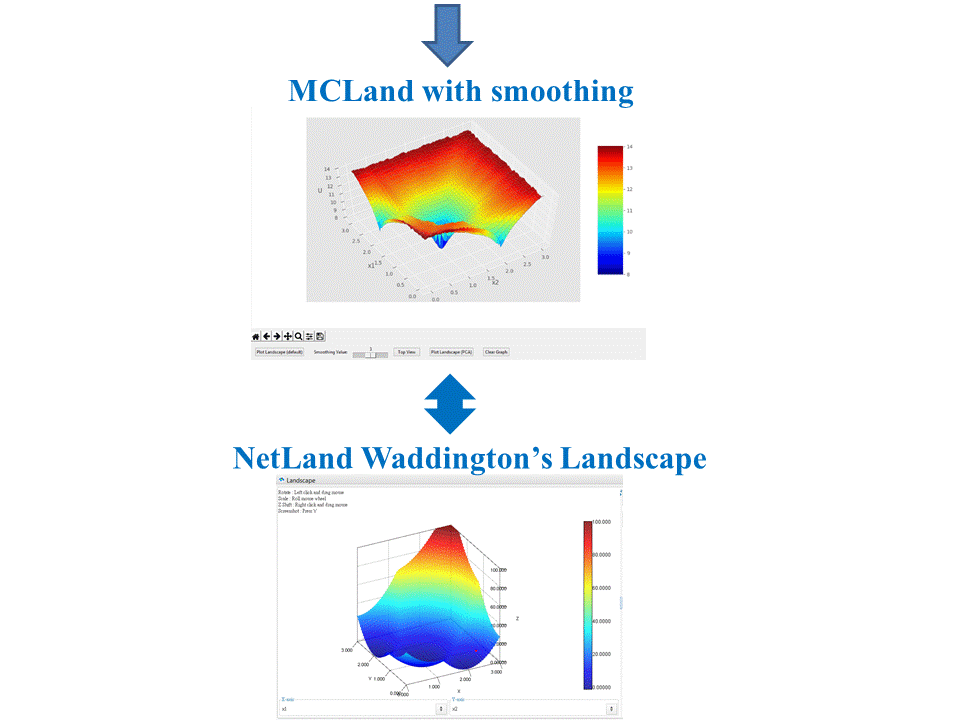 MCLand with smoothing
14
13
12
11
10
9
8
U
3.0
2.5
2.0
1.5
1.0
0.5
0.0
x1
0.0
0.5
1.0
1.5
2.0
2.5
3.0
x2
14
13
12
11
10
9
8
3
Plot Landscape (default) Smoothing Value: Top View Plot Landscape (PCA) Clear Graph
NetLand Waddington’s Landscape
Landscape
Rotate : Left click and drag mouse
Scale : Roll mouse wheel
Z Shift : Right click and drag mouse
Screenshot : Press 's'
100.000
80.0000
60.0000
40.0000
20.0000
0.00000
Z
3.000
2.000
Y 1.000
1.000
2.000
3.000
X
100.000
80.0000
60.0000
40.0000
20.0000
0.00000
X-axis Y-axis
x1 x2